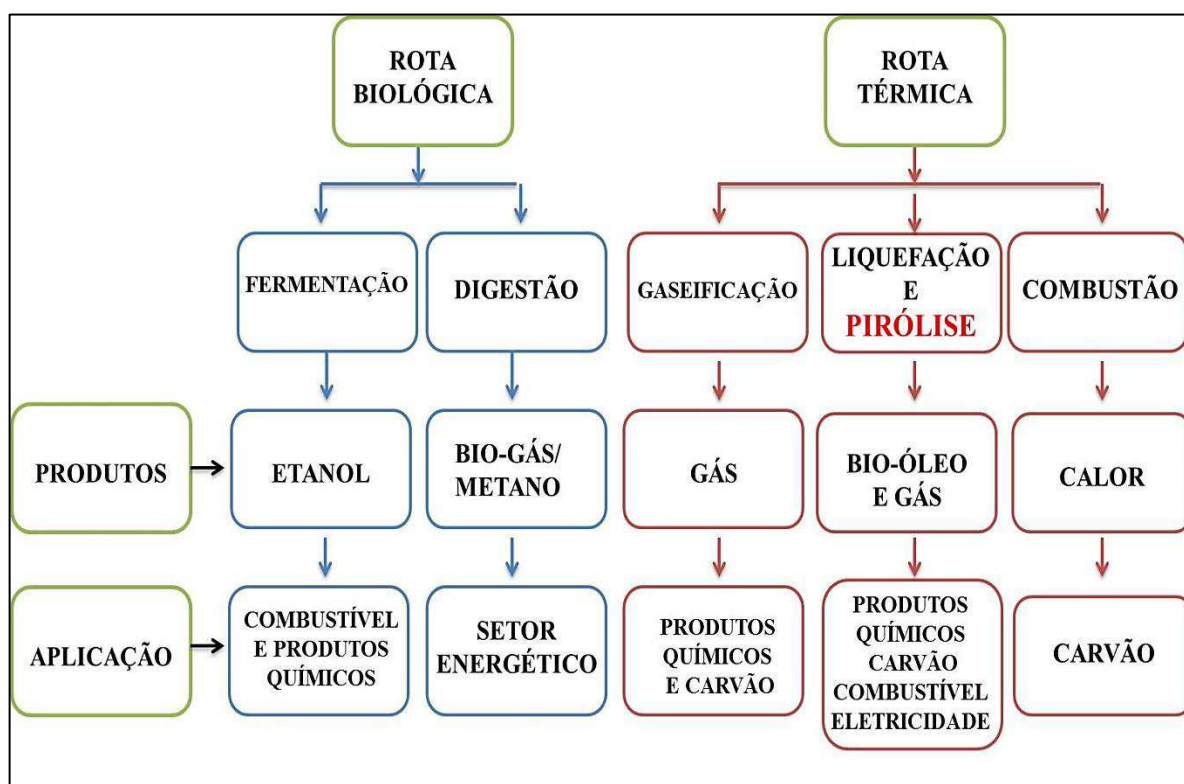 ROTA
BIOLÓGICA
ROTA
TÉRMICA
FERMENTAÇÃO
DIGESTÃO
GASEIFICAÇÃO
LIQUEFAÇÃO
E
PIRÓLISE
COMBUSTÃO
PRODUTOS
ETANOL
BIO-GÁS/
METANO
GÁS
BIO-ÓLEO
E GÁS
CALOR
APLICAÇÃO
COMBUSTÍVEL
E PRODUTOS
QUÍMICOS
SETOR
ENERGÉTICO
PRODUTOS
QUÍMICOS
E CARVÃO
PRODUTOS
QUÍMICOS
CARVÃO
COMBUSTÍVEL
ELETRICIDADE
CARVÃO